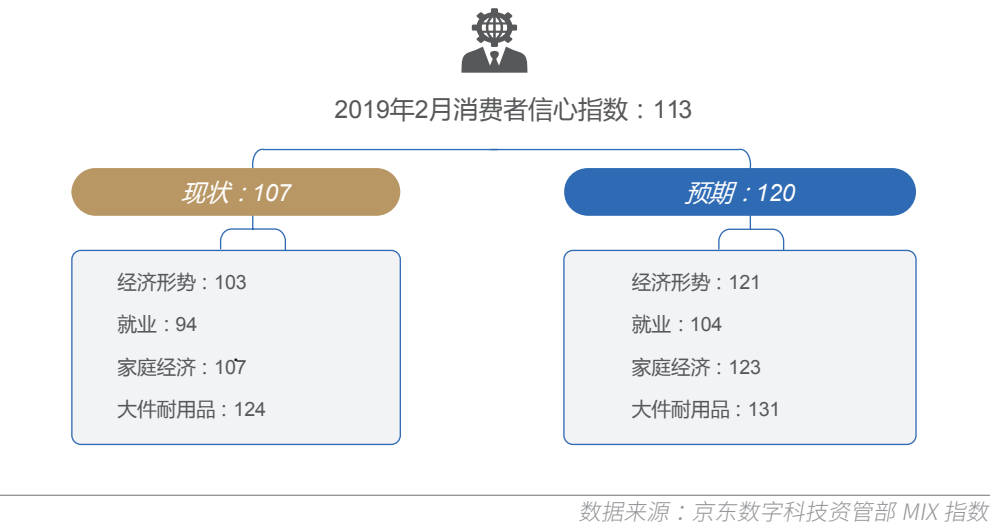 2019年2月消费者信心指数：113
现状：107
预期：120
经济形势：103
就业：94
家庭经济：107
大件耐用品：124
经济形势：121
就业：104
家庭经济：123
大件耐用品：131
数据来源：京东数字科技资管部 MIX 指数